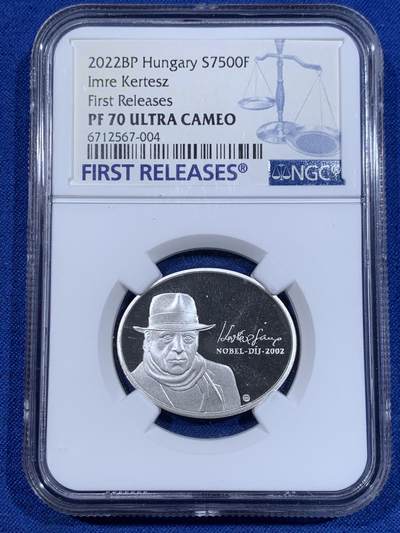 2022BP Hungary S7500F
Imre Kertesz
First Releases
PF 70 ULTRA CAMEO
6712567-004
FIRST RELEASES®
NGC®
NOBEL-DÍJ-2002